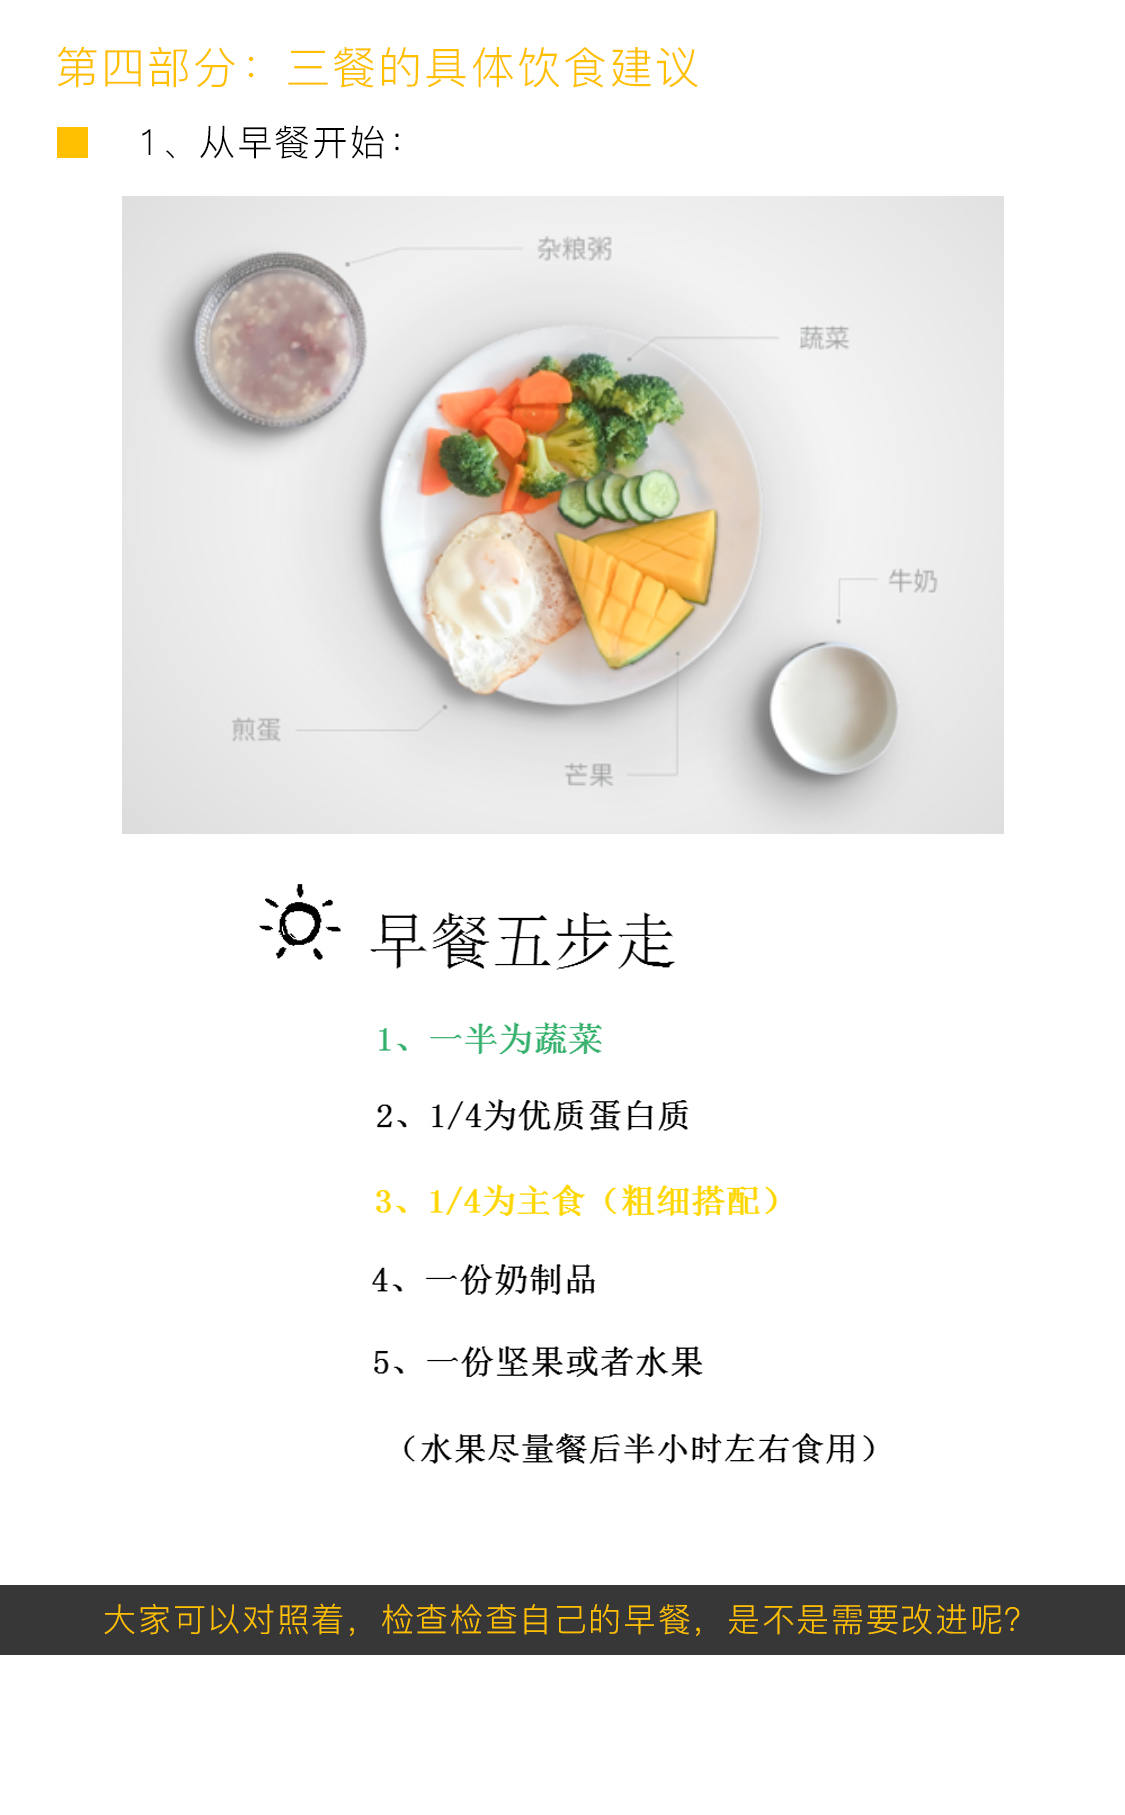 第四部分：三餐的具体饮食建议
1、从早餐开始：
杂粮粥
蔬菜
牛奶
煎蛋
芒果
早餐五步走
1、一半为蔬菜
2、1/4为优质蛋白质
3、1/4为主食（粗细搭配）
4、一份奶制品
5、一份坚果或者水果
（水果尽量餐后半小时左右食用）
大家可以对照着，检查检查自己的早餐，是不是需要改进呢？